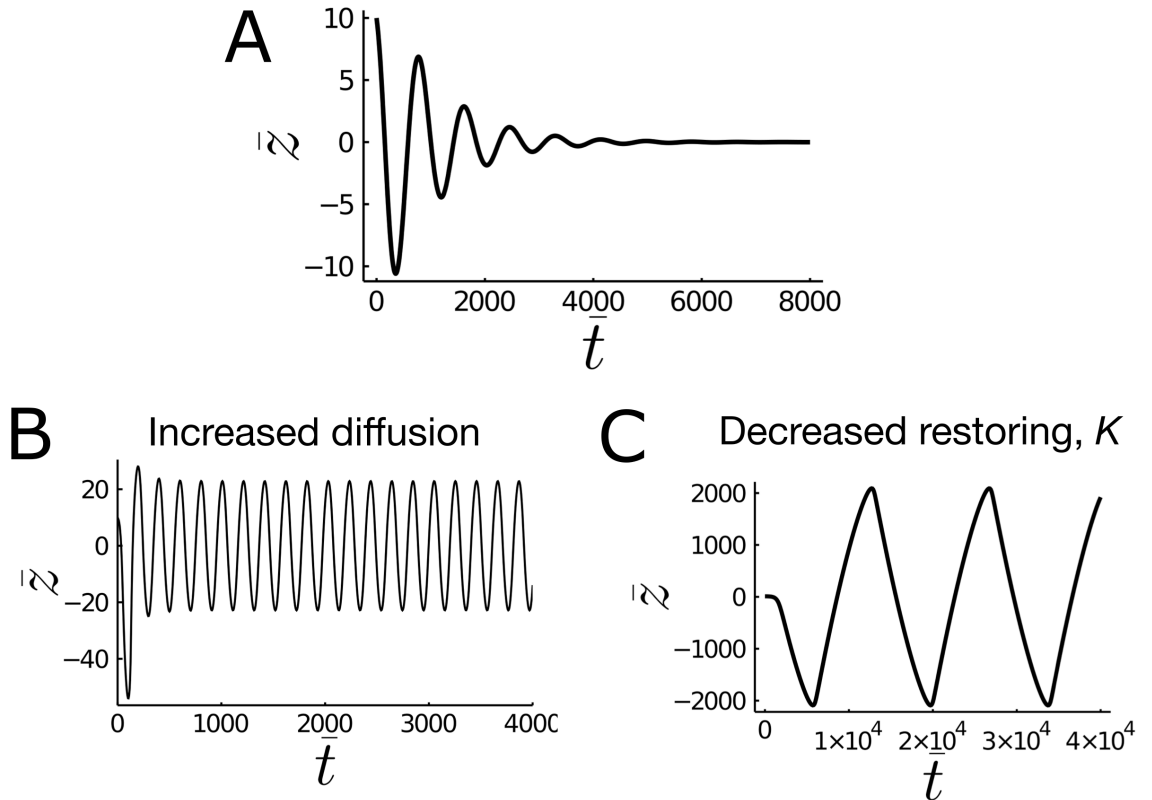 A
10
5
0
−5
−10
z̄
0 2000 4000 6000 8000
t̄
B Increased diffusion
20
0
−20
−40
z̄
0 1000 2000 3000 400
t̄
C Decreased restoring, K
2000
1000
0
−1000
−2000
z̄
0 1×10⁴ 2×10⁴ 3×10⁴ 4×10⁴
t̄